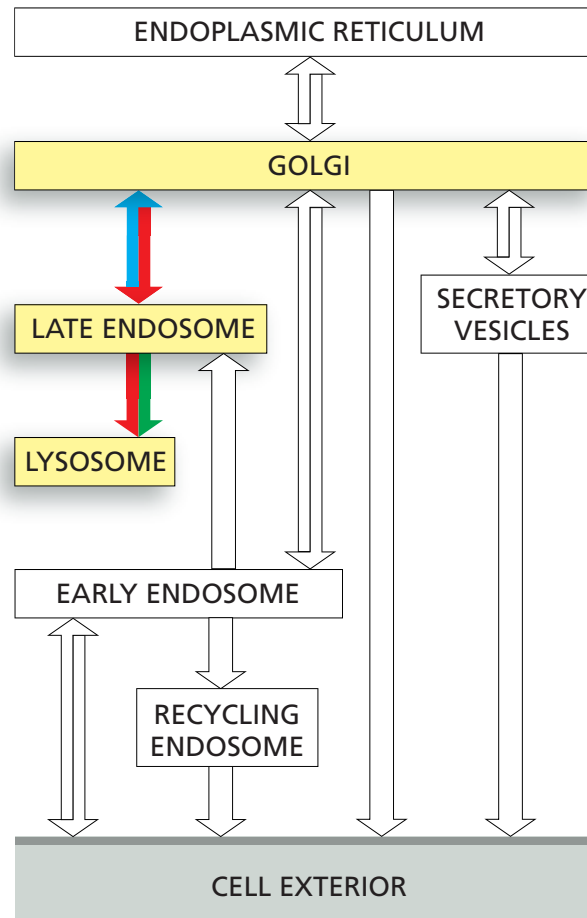 ENDOPLASMIC RETICULUM
GOLGI
LATE ENDOSOME
SECRETORY
VESICLES
LYSOSOME
EARLY ENDOSOME
RECYCLING
ENDOSOME
CELL EXTERIOR